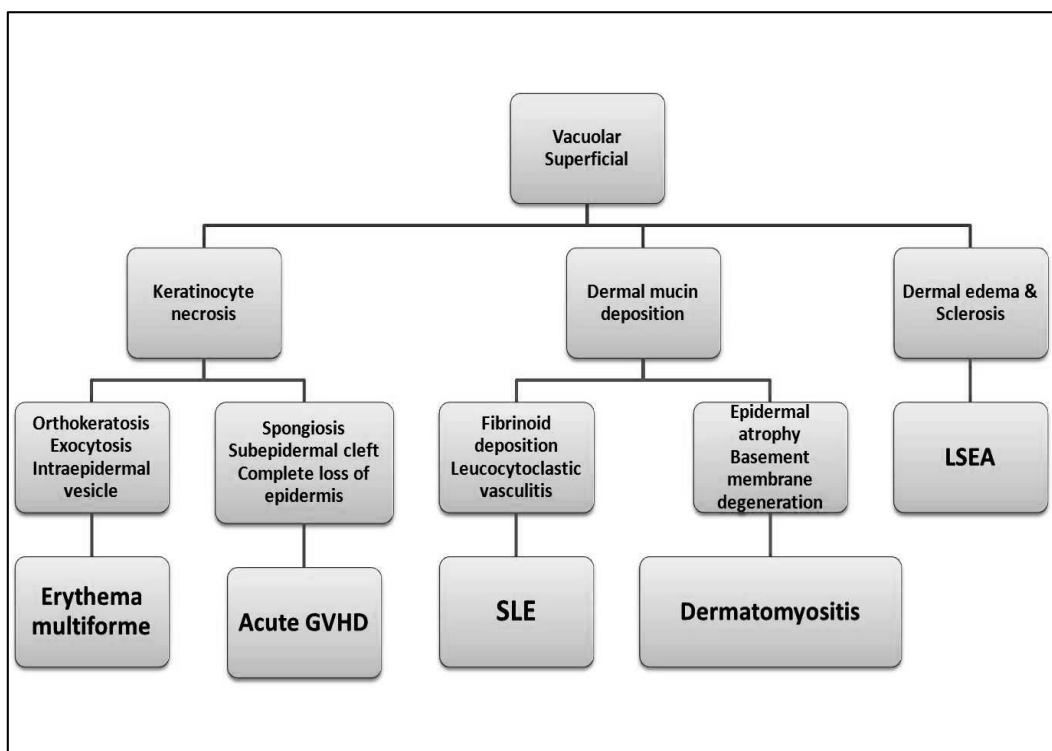 Vacuolar
Superficial
Keratinocyte
necrosis
Dermal mucin
deposition
Dermal edema &
Sclerosis
Orthokeratosis
Exocytosis
Intraepidermal
vesicle
Spongiosis
Subepidermal cleft
Complete loss of
epidermis
Fibrinoid
deposition
Leucocytoclastic
vasculitis
Epidermal
atrophy
Basement
membrane
degeneration
LSEA
Erythema
multiforme
Acute GVHD
SLE
Dermatomyositis